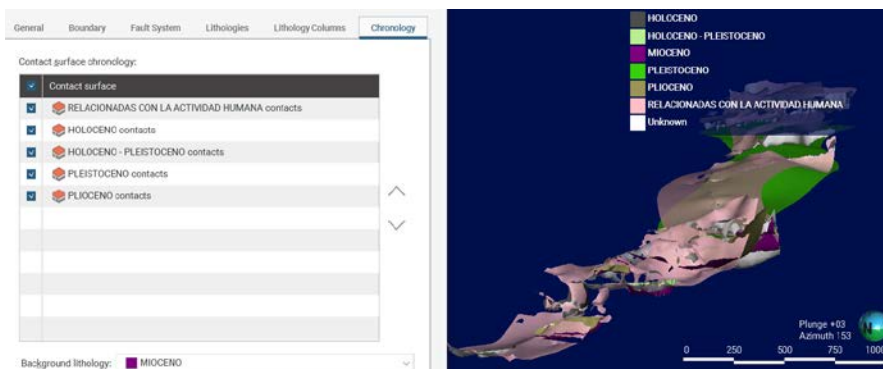 General Boundary Fault System Lithologies Lithology Columns Chronology
Contact surface chronology:
Contact surface
RELACIONADAS CON LA ACTIVIDAD HUMANA contacts
HOLOCENO contacts
HOLOCENO - PLEISTOCENO contacts
PLEISTOCENO contacts
PLIOCENO contacts
Background lithology: MIOCENO
HOLOCENO
HOLOCENO - PLEISTOCENO
MIOCENO
PLEISTOCENO
PLIOCENO
RELACIONADAS CON LA ACTIVIDAD HUMANA
Unknown
Plunge +03
Azimuth 153
0 250 500 750 1000